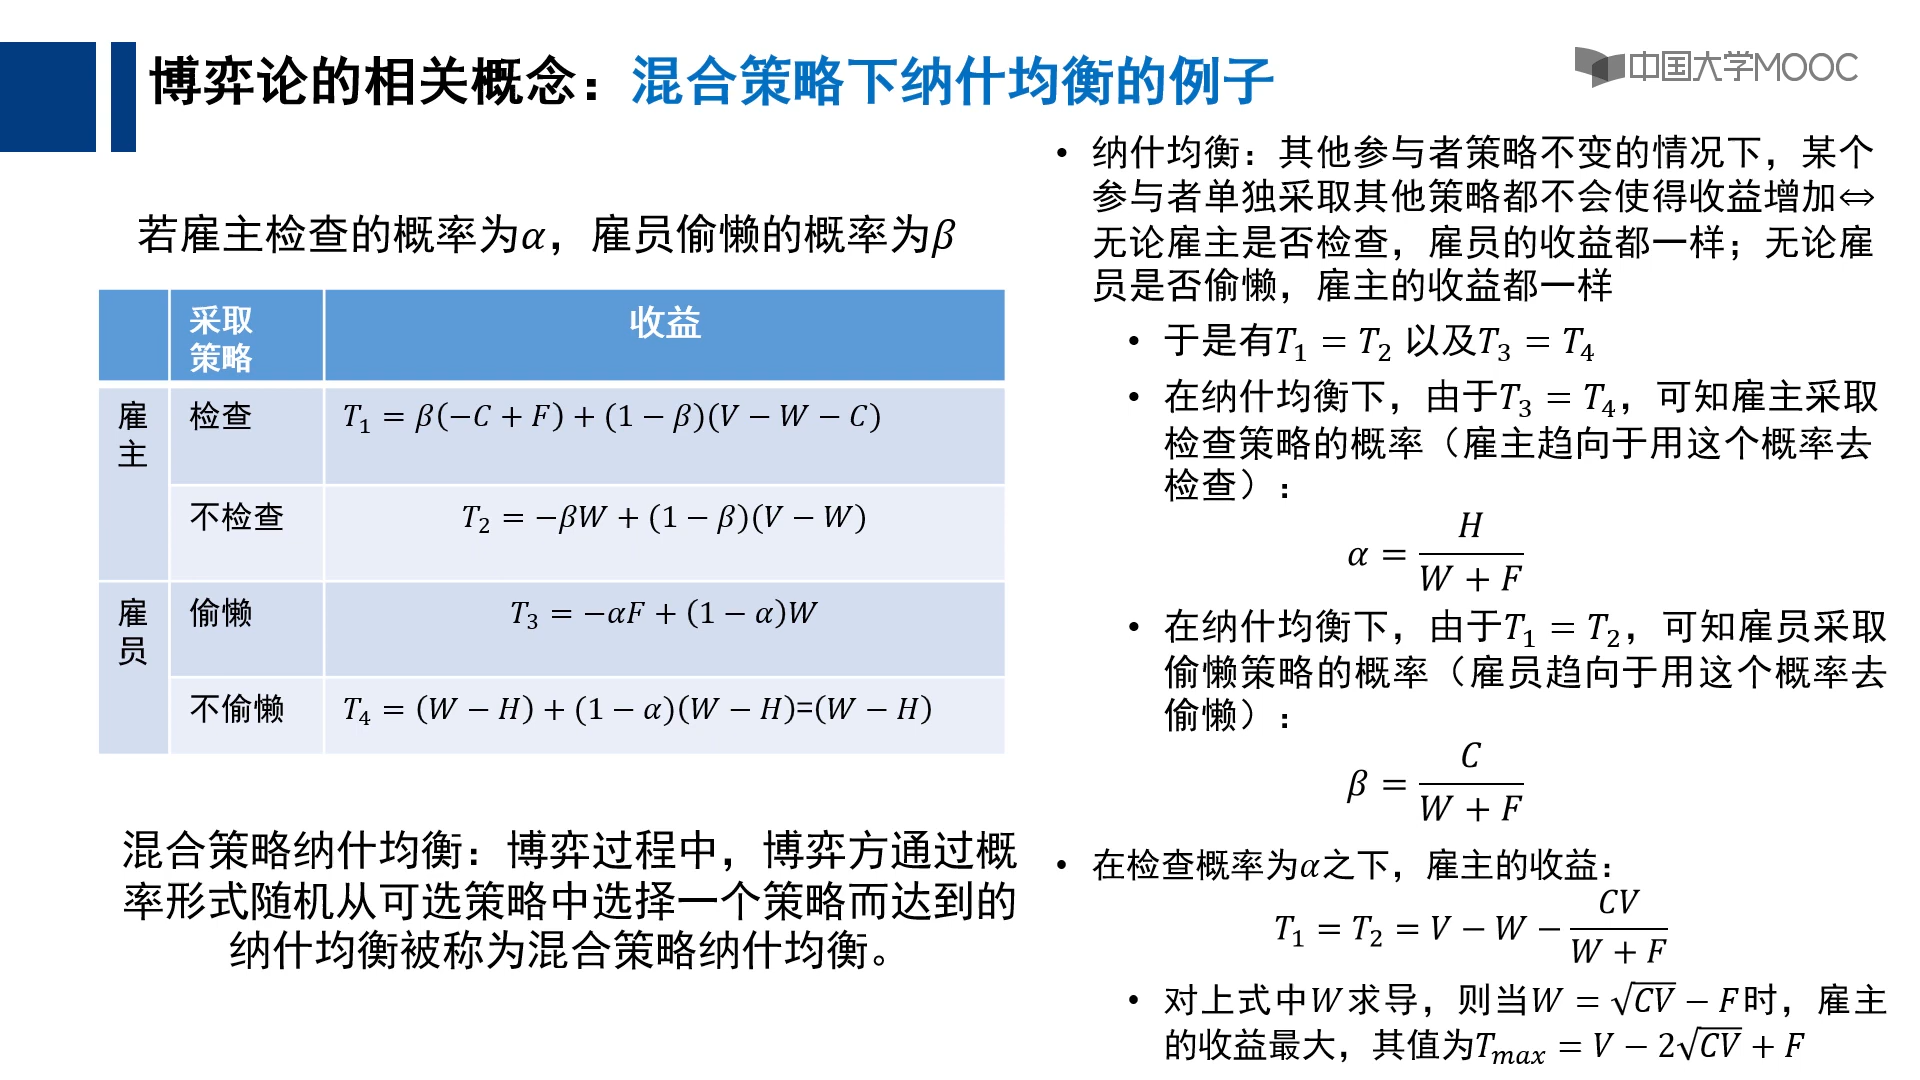 博弈论的相关概念：混合策略下纳什均衡的例子
中国大学MOOC
若雇主检查的概率为α，雇员偷懒的概率为β
采取策略 收益
雇主 检查 T₁ = β(−C + F) + (1 − β)(V − W − C)
不检查 T₂ = −βW + (1 − β)(V − W)
雇员 偷懒 T₃ = −αF + (1 − α)W
不偷懒 T₄ = (W − H) + (1 − α)(W − H)=(W − H)
混合策略纳什均衡：博弈过程中，博弈方通过概
率形式随机从可选策略中选择一个策略而达到的
纳什均衡被称为混合策略纳什均衡。
• 纳什均衡：其他参与者策略不变的情况下，某个
参与者单独采取其他策略都不会使得收益增加⇔
无论雇主是否检查，雇员的收益都一样；无论雇
员是否偷懒，雇主的收益都一样
• 于是有T₁ = T₂ 以及T₃ = T₄
• 在纳什均衡下，由于T₃ = T₄，可知雇主采取
检查策略的概率（雇主趋向于用这个概率去
检查）：
α = H / (W + F)
• 在纳什均衡下，由于T₁ = T₂，可知雇员采取
偷懒策略的概率（雇员趋向于用这个概率去
偷懒）：
β = C / (W + F)
• 在检查概率为α之下，雇主的收益：
T₁ = T₂ = V − W − CV / (W + F)
• 对上式中W求导，则当W = √CV − F时，雇主
的收益最大，其值为Tmax = V − 2√CV + F